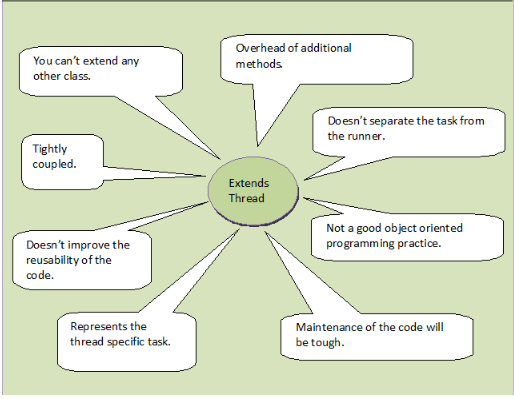 You can't extend any
other class.
Overhead of additional
methods.
Doesn't separate the task from
the runner.
Tightly
coupled.
Extends
Thread
Not a good object oriented
programming practice.
Doesn't improve the
reusability of the
code.
Represents the
thread specific task.
Maintenance of the code will
be tough.